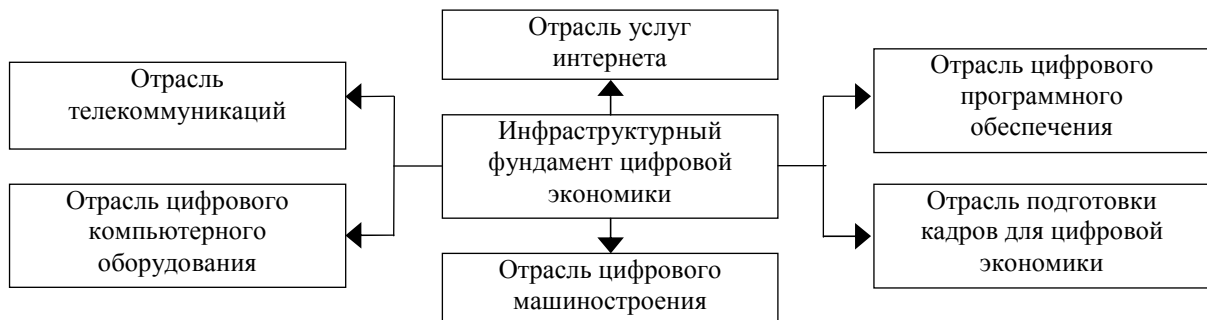 Отрасль услуг
интернета
Отрасль
телекоммуникаций
Отрасль цифрового
программного
обеспечения
Инфраструктурный
фундамент цифровой
экономики
Отрасль цифрового
компьютерного
оборудования
Отрасль подготовки
кадров для цифровой
экономики
Отрасль цифрового
машиностроения